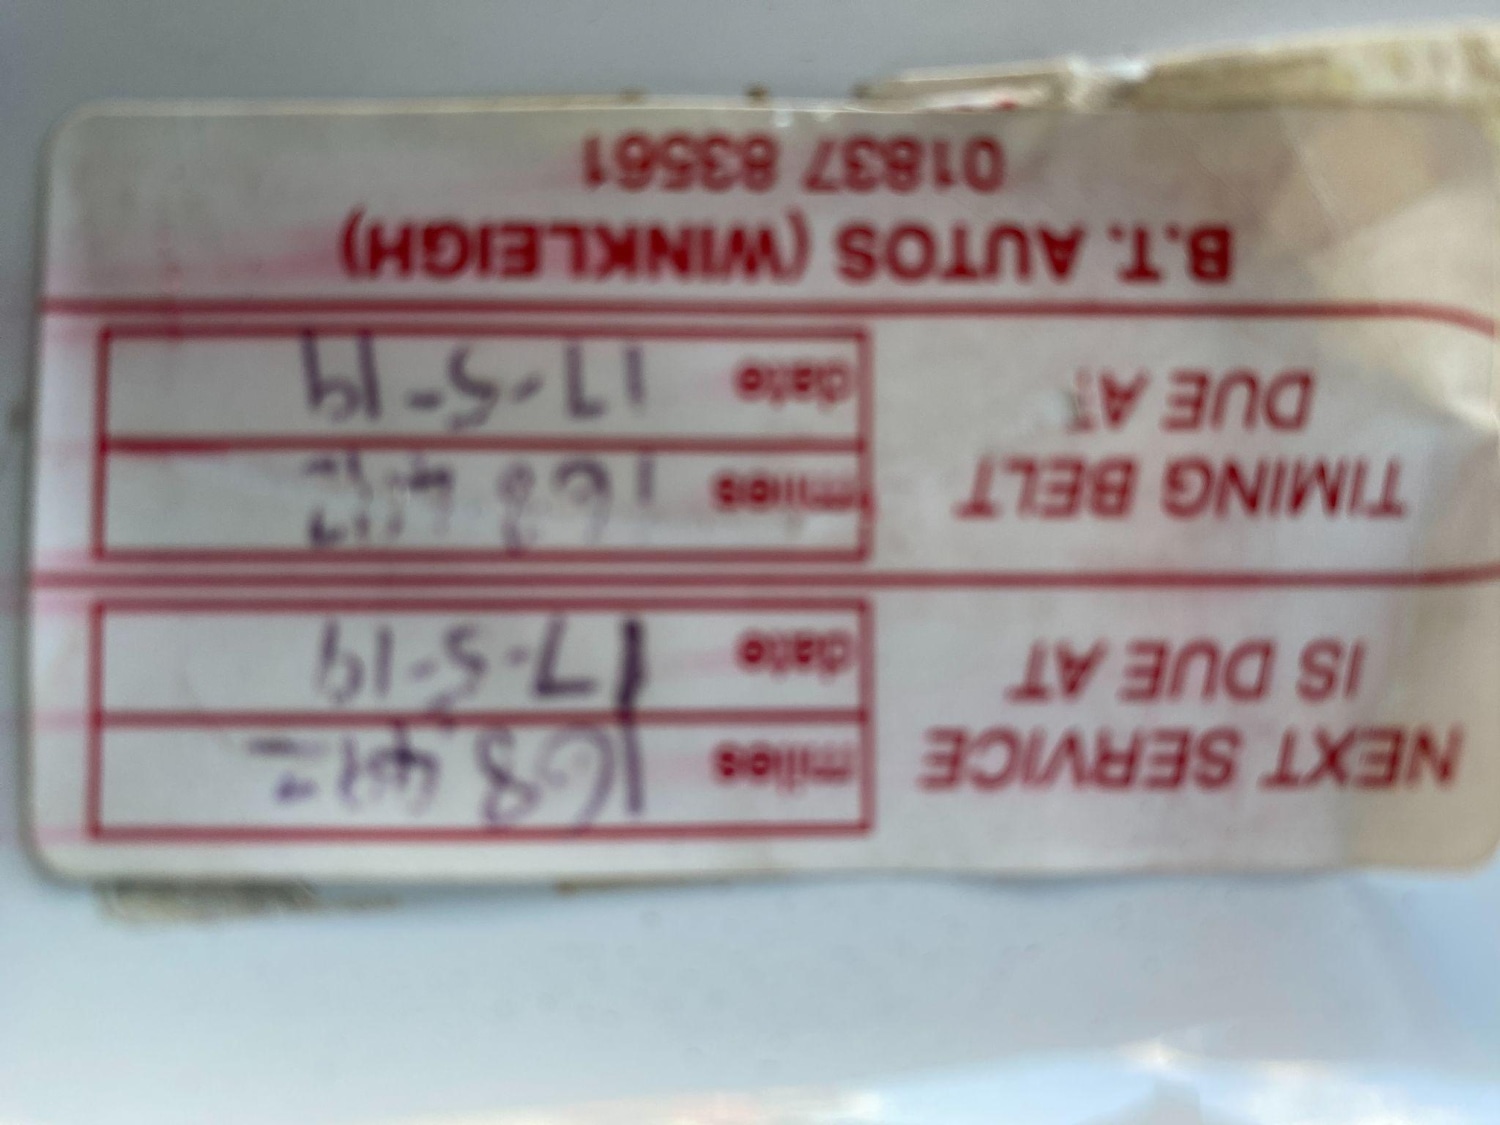 NEXT SERVICE
IS DUE AT
miles
date 17-5-19
TIMING BELT
DUE AT
miles
date 17-5-19
B.T. AUTOS (WINKLEIGH)
01837 83561